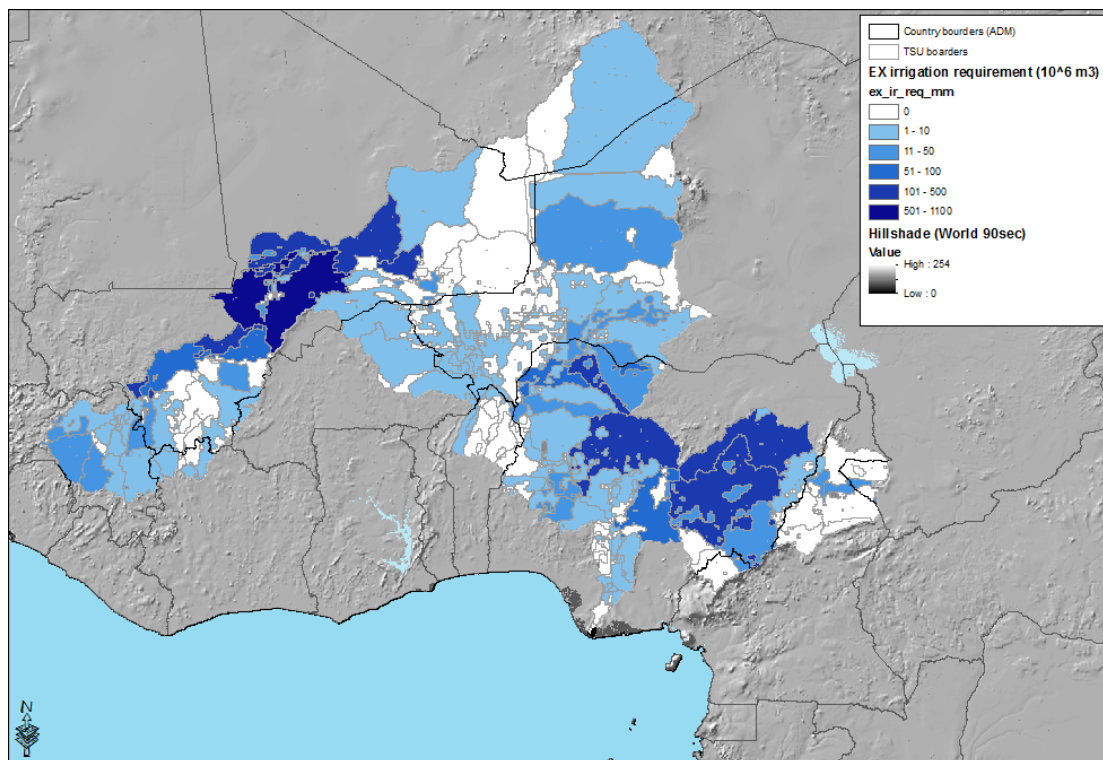 Country bourders (ADM)
TSU boarders
EX irrigation requirement (10^6 m3)
ex_ir_req_mm
0
1 - 10
11 - 50
51 - 100
101 - 500
501 - 1100
Hillshade (World 90sec)
Value
High : 254
Low : 0
N